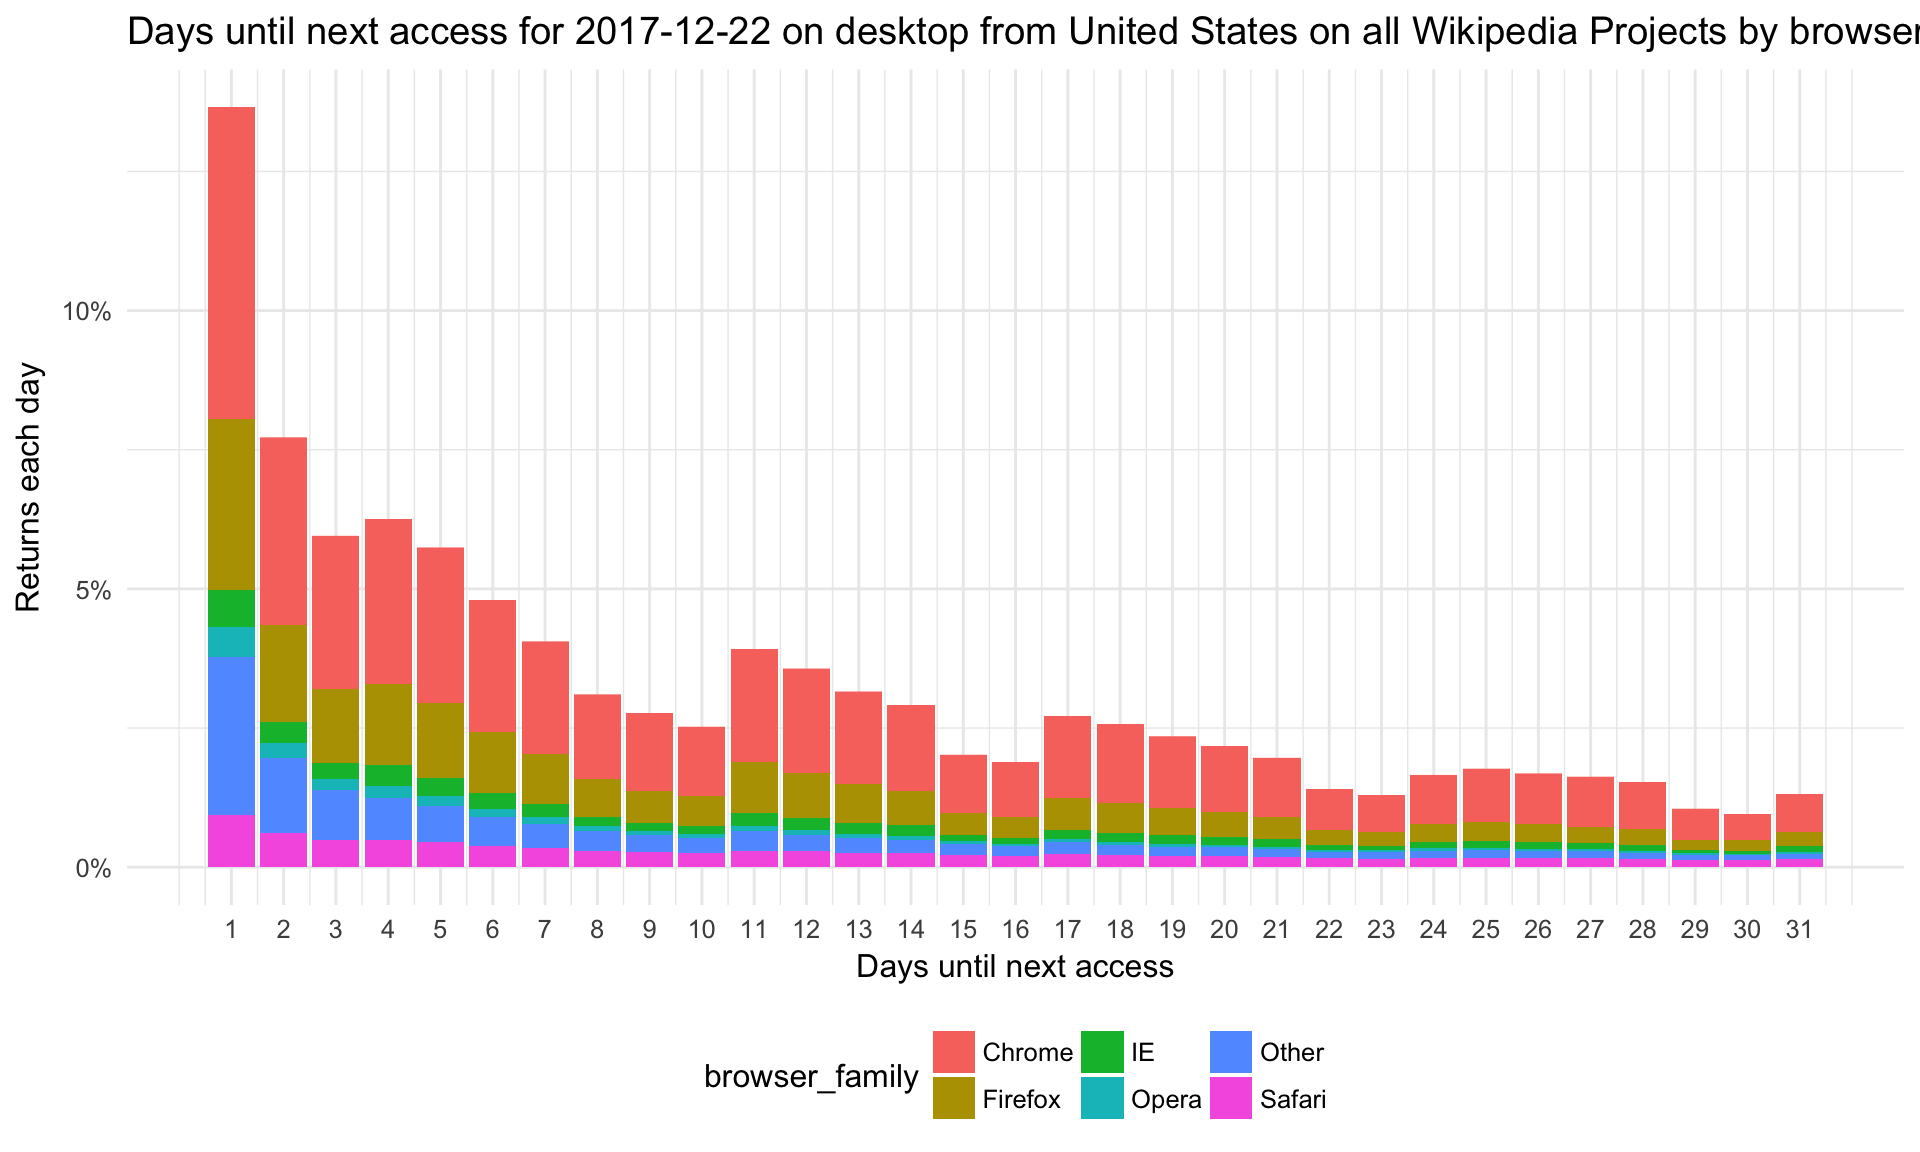 Days until next access for 2017-12-22 on desktop from United States on all Wikipedia Projects by browser
10%
5%
0%
Returns each day
1 2 3 4 5 6 7 8 9 10 11 12 13 14 15 16 17 18 19 20 21 22 23 24 25 26 27 28 29 30 31
Days until next access
browser_family
Chrome IE Other
Firefox Opera Safari